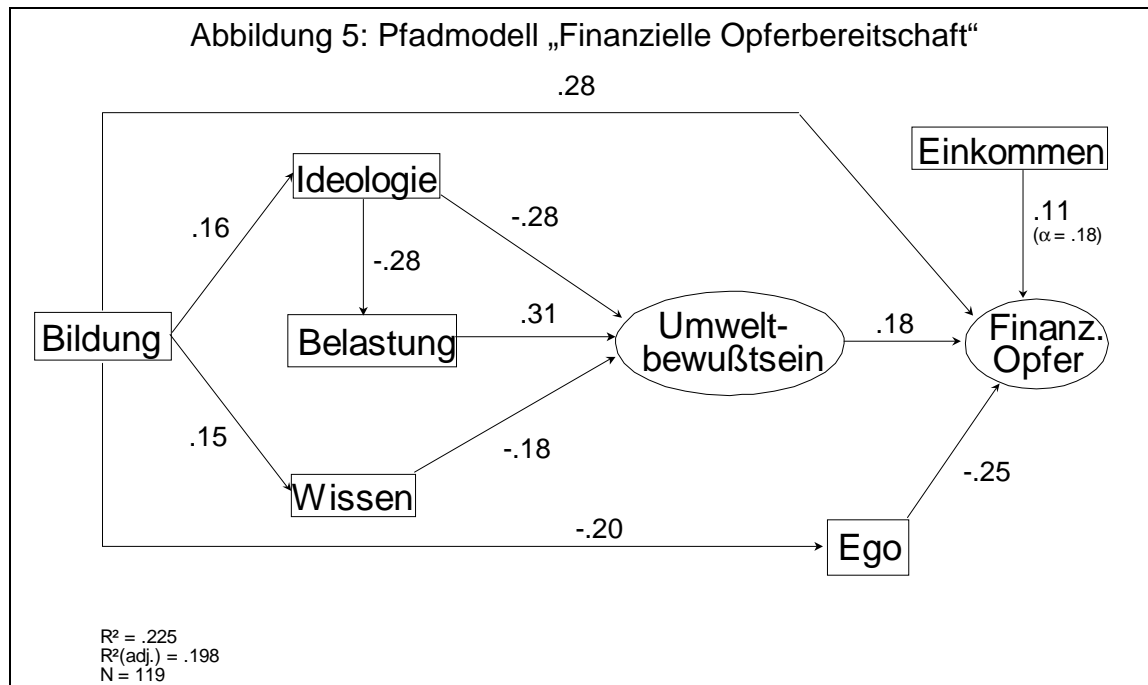 Abbildung 5: Pfadmodell „Finanzielle Opferbereitschaft“
.28
Einkommen
Ideologie
.11
(α = .18)
.16
-.28
-.28
Bildung
Belastung
.31
Umwelt-
bewußtsein
.18
Finanz.
Opfer
.15
-.18
Wissen
-.25
-.20
Ego
R² = .225
R²(adj.) = .198
N = 119